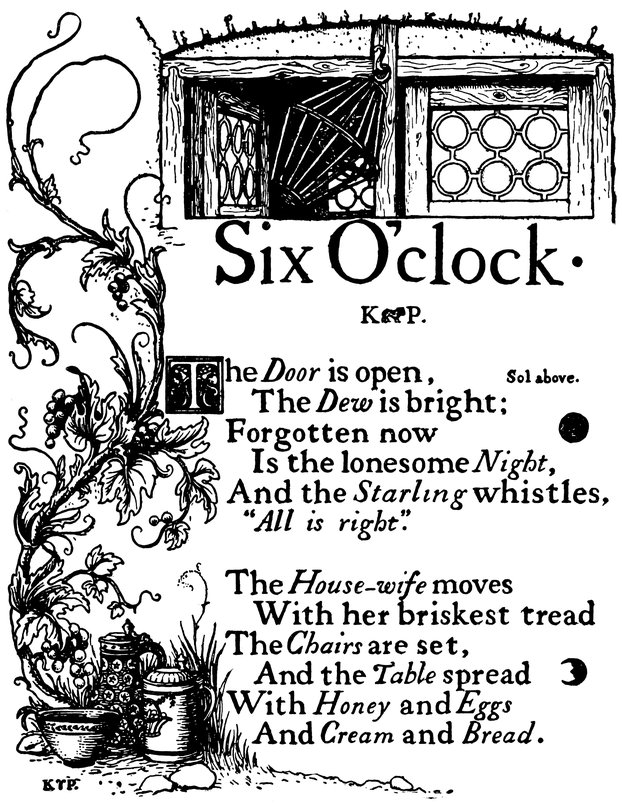 Six O'clock.
K P.
The Door is open,
Sol above.
The Dew is bright;
Forgotten now
Is the lonesome Night,
And the Starling whistles,
"All is right".
The House-wife moves
With her briskest tread
The Chairs are set,
And the Table spread
With Honey and Eggs
And Cream and Bread.
K P.